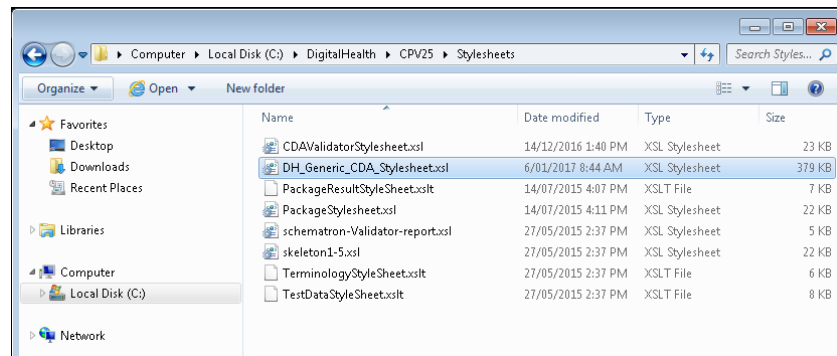 Computer ▸ Local Disk (C:) ▸ DigitalHealth ▸ CPV25 ▸ Stylesheets
Search Styles...
Organize Open New folder
Name Date modified Type Size
Favorites
Desktop
Downloads
Recent Places
Libraries
Computer
Local Disk (C:)
Network
CDAValidatorStylesheet.xsl 14/12/2016 1:40 PM XSL Stylesheet 23 KB
DH_Generic_CDA_Stylesheet.xsl 6/01/2017 8:44 AM XSL Stylesheet 379 KB
PackageResultStyleSheet.xslt 14/07/2015 4:07 PM XSLT File 7 KB
PackageStylesheet.xsl 14/07/2015 4:11 PM XSL Stylesheet 22 KB
schematron-Validator-report.xsl 27/05/2015 2:37 PM XSL Stylesheet 5 KB
skeleton1-5.xsl 27/05/2015 2:37 PM XSL Stylesheet 22 KB
TerminologyStyleSheet.xslt 27/05/2015 2:37 PM XSLT File 6 KB
TestDataStyleSheet.xslt 27/05/2015 2:37 PM XSLT File 8 KB